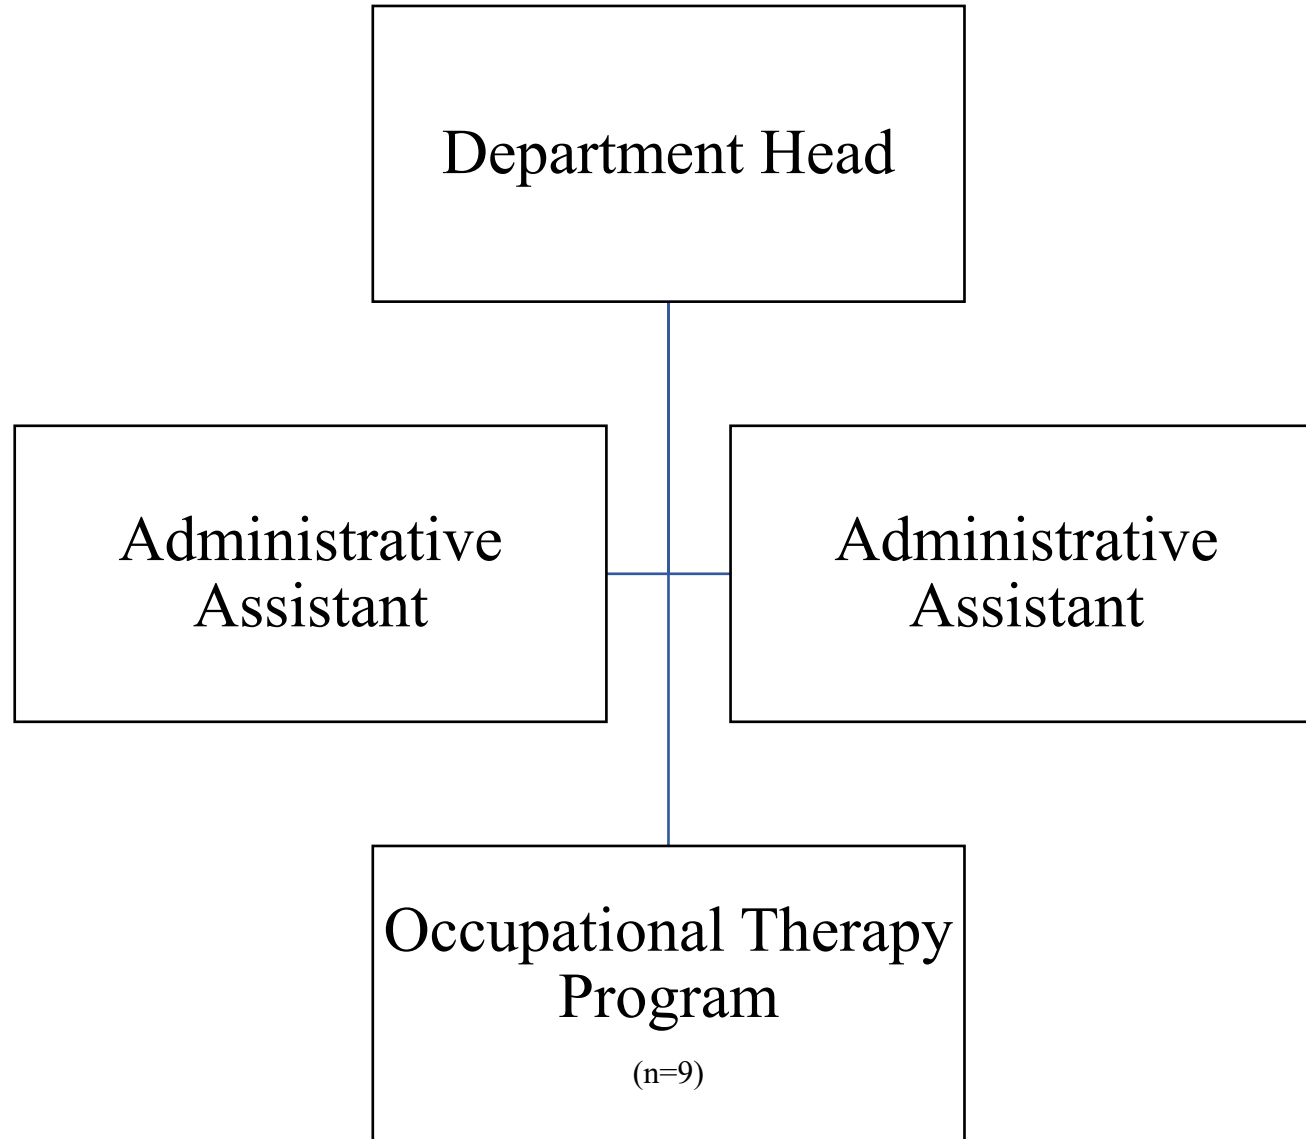 Department Head
Administrative
Assistant
Administrative
Assistant
Occupational Therapy
Program
(n=9)